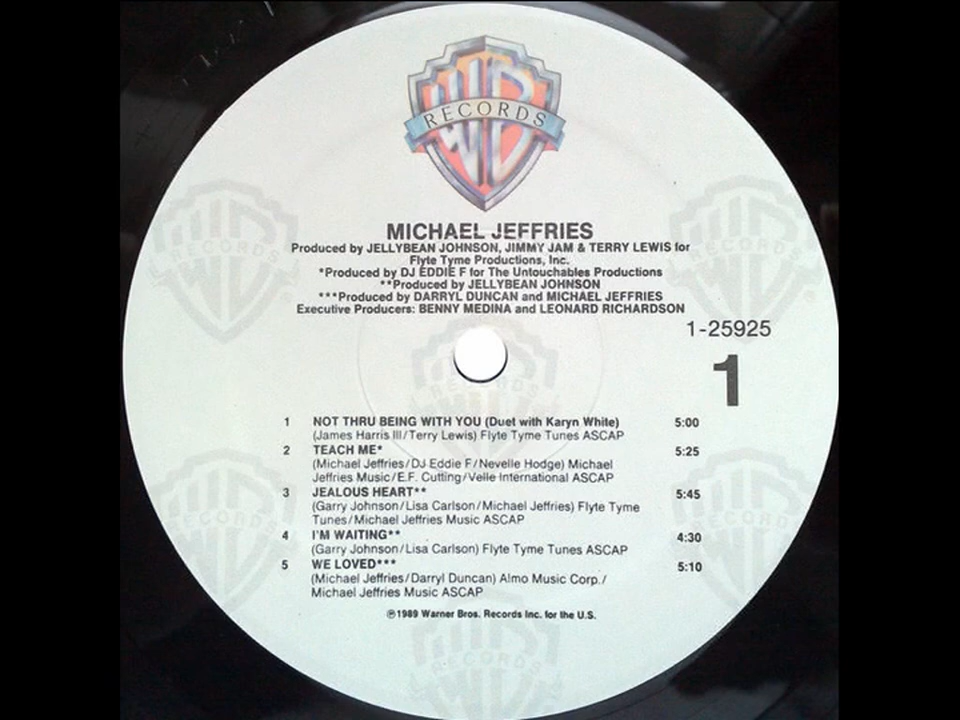 WB
RECORDS
MICHAEL JEFFRIES
Produced by JELLYBEAN JOHNSON, JIMMY JAM & TERRY LEWIS for
Flyte Tyme Productions, Inc.
*Produced by DJ EDDIE F for The Untouchables Productions
**Produced by JELLYBEAN JOHNSON
***Produced by DARRYL DUNCAN and MICHAEL JEFFRIES
Executive Producers: BENNY MEDINA and LEONARD RICHARDSON
1-25925
1
1 NOT THRU BEING WITH YOU (Duet with Karyn White) 5:00
(James Harris III/Terry Lewis) Flyte Tyme Tunes ASCAP
2 TEACH ME* 5:25
(Michael Jeffries/DJ Eddie F/Nevelle Hodge) Michael
Jeffries Music/E.F. Cutting/Velle International ASCAP
3 JEALOUS HEART** 5:45
(Garry Johnson/Lisa Carlson/Michael Jeffries) Flyte Tyme
Tunes/Michael Jeffries Music ASCAP
4 I'M WAITING** 4:30
(Garry Johnson/Lisa Carlson) Flyte Tyme Tunes ASCAP
5 WE LOVED*** 5:10
(Michael Jeffries/Darryl Duncan) Almo Music Corp./
Michael Jeffries Music ASCAP
℗1989 Warner Bros. Records Inc. for the U.S.